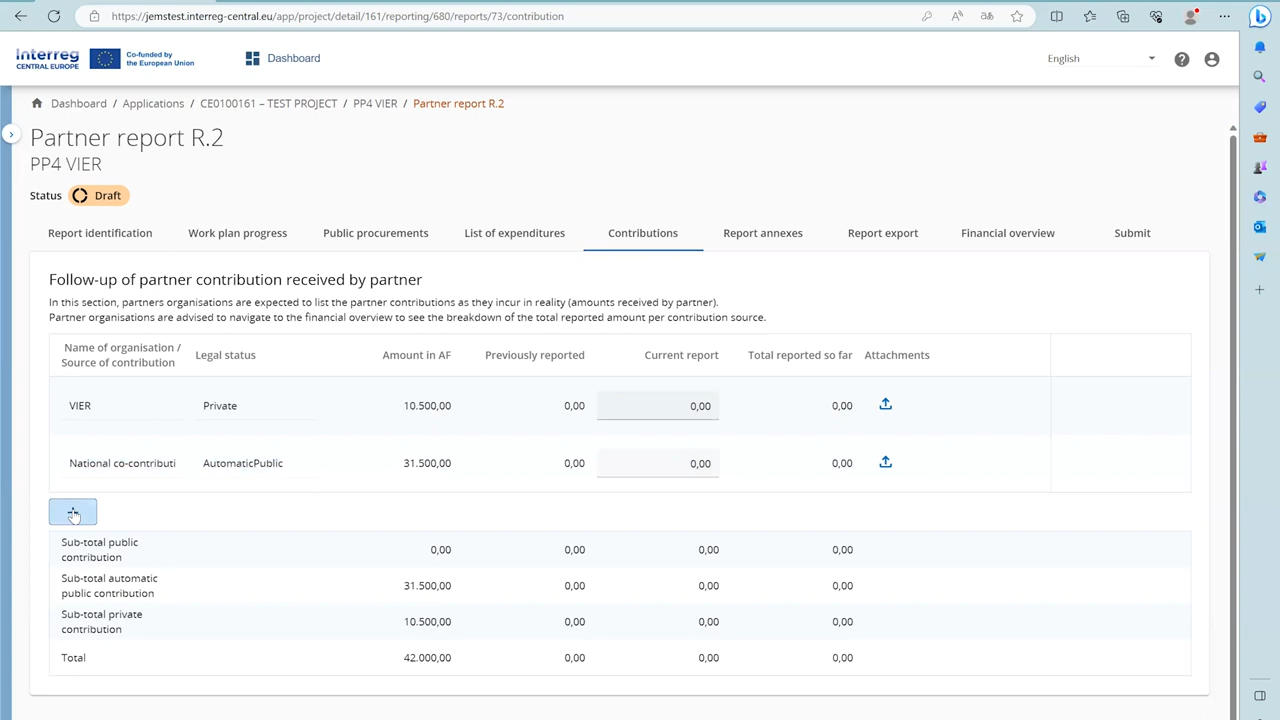 https://jemstest.interreg-central.eu/app/project/detail/161/reporting/680/reports/73/contribution
Interreg
CENTRAL EUROPE
Co-funded by
the European Union
Dashboard
English
Dashboard / Applications / CE0100161 – TEST PROJECT / PP4 VIER / Partner report R.2
Partner report R.2
PP4 VIER
Status Draft
Report identification Work plan progress Public procurements List of expenditures Contributions Report annexes Report export Financial overview Submit
Follow-up of partner contribution received by partner
In this section, partners organisations are expected to list the partner contributions as they incur in reality (amounts received by partner).
Partner organisations are advised to navigate to the financial overview to see the breakdown of the total reported amount per contribution source.
Name of organisation /
Source of contribution
Legal status Amount in AF Previously reported Current report Total reported so far Attachments
VIER Private 10.500,00 0,00 0,00 0,00
National co-contributi AutomaticPublic 31.500,00 0,00 0,00 0,00
+
Sub-total public
contribution
0,00 0,00 0,00 0,00
Sub-total automatic
public contribution
31.500,00 0,00 0,00 0,00
Sub-total private
contribution
10.500,00 0,00 0,00 0,00
Total 42.000,00 0,00 0,00 0,00